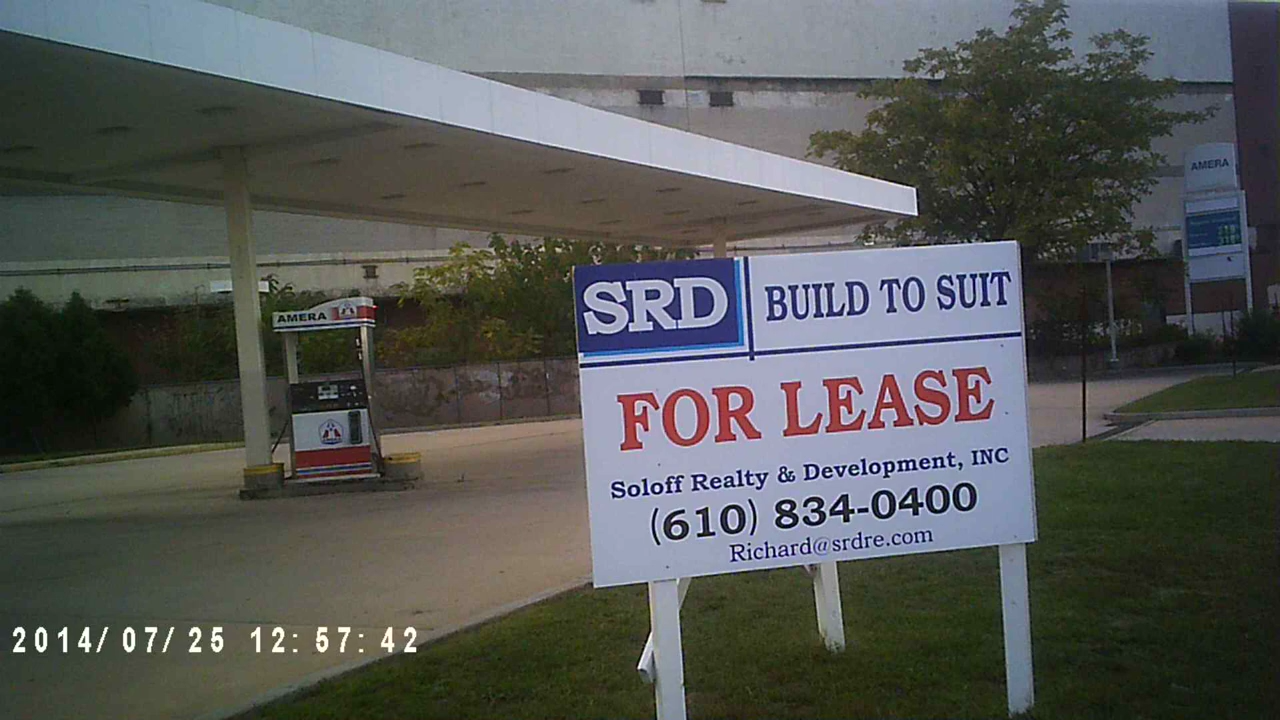 AMERA
AMERA
SRD
BUILD TO SUIT
FOR LEASE
Soloff Realty & Development, INC
(610) 834-0400
Richard@srdre.com
2014/07/25 12:57:42